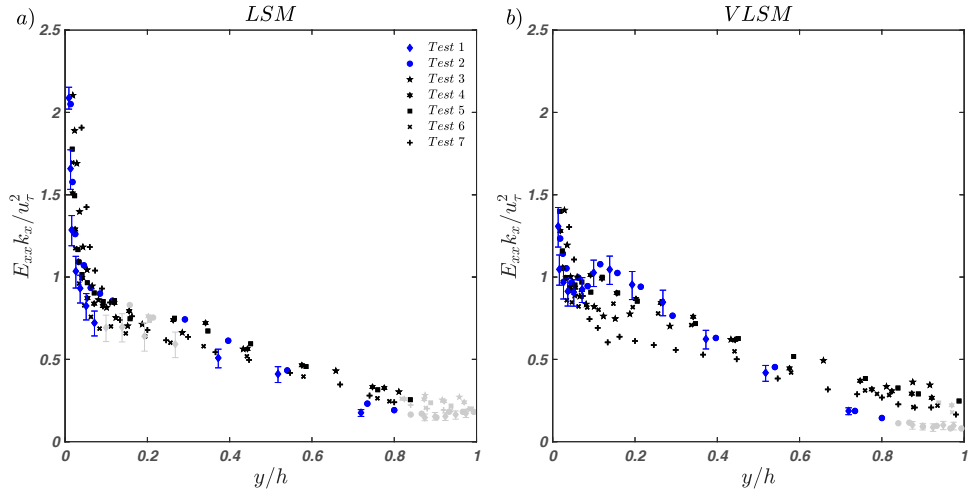 a) LSM
2.5
2
1.5
1
0.5
0
0 0.2 0.4 0.6 0.8 1
E_{xx}k_x/u_τ^2
y/h
Test 1
Test 2
Test 3
Test 4
Test 5
Test 6
Test 7
b) VLSM
2.5
2
1.5
1
0.5
0
0 0.2 0.4 0.6 0.8 1
E_{xx}k_x/u_τ^2
y/h